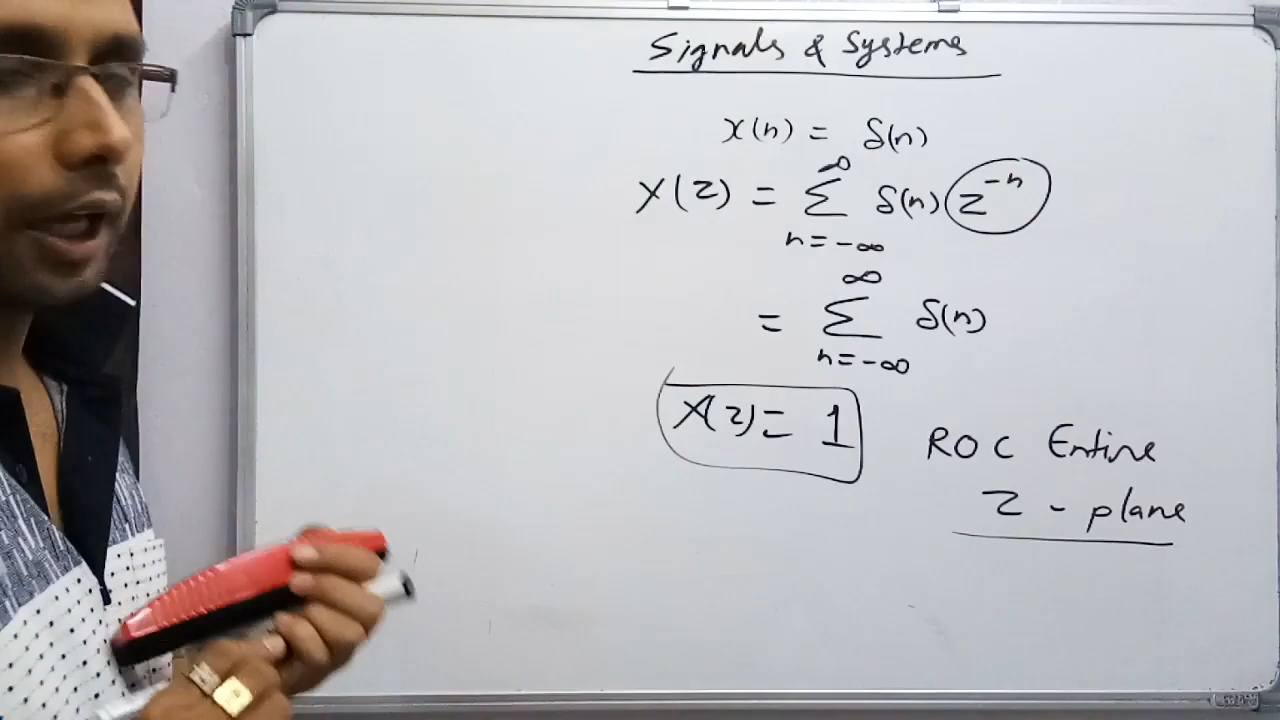 Signals & Systems
x(n) = δ(n)
X(z) = ∞ Σ n=-∞ δ(n) z^-n
= ∞ Σ n=-∞ δ(n)
X(z) = 1
ROC Entire
z - plane